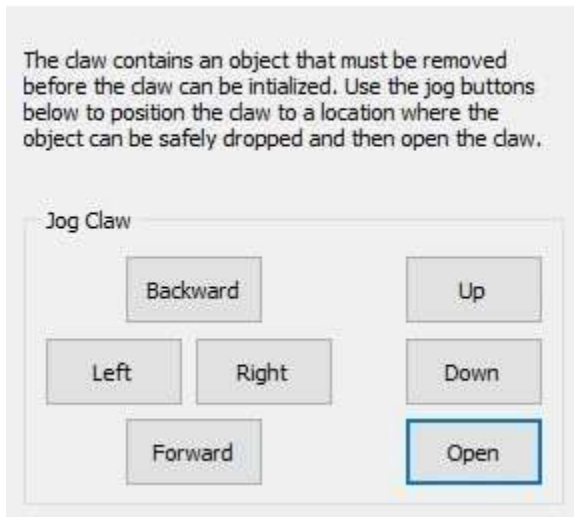 The claw contains an object that must be removed
before the claw can be intialized. Use the jog buttons
below to position the claw to a location where the
object can be safely dropped and then open the claw.
Jog Claw
Backward
Up
Left
Right
Down
Forward
Open